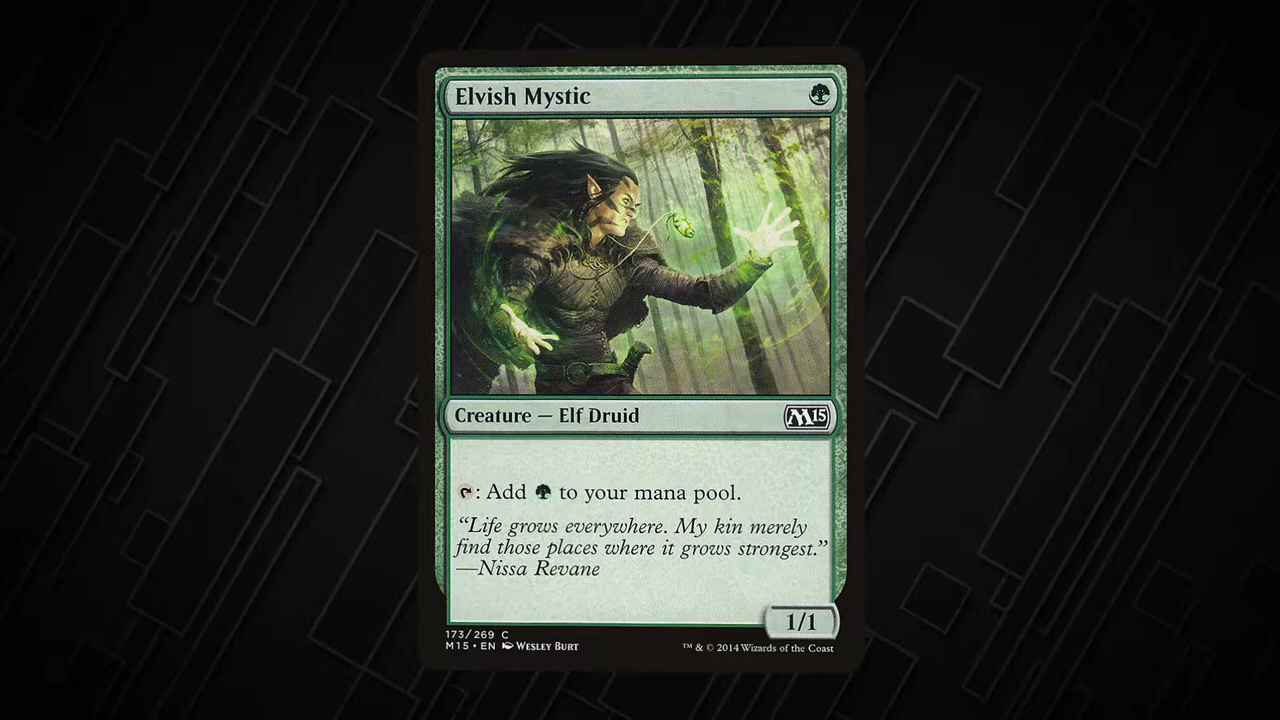 Elvish Mystic
Creature — Elf Druid
M15
: Add to your mana pool.
“Life grows everywhere. My kin merely
find those places where it grows strongest.”
—Nissa Revane
1/1
173/269 C
M15 • EN Wesley Burt
™ & © 2014 Wizards of the Coast